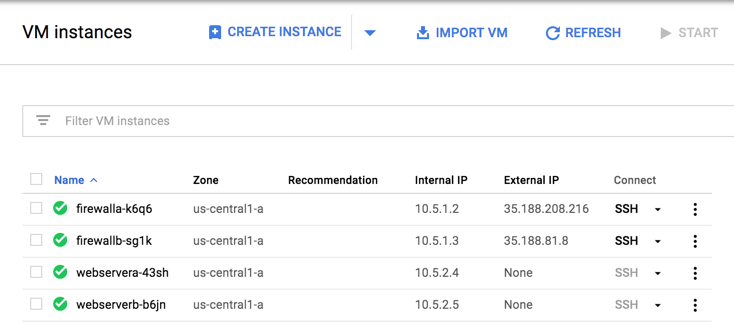 VM instances CREATE INSTANCE IMPORT VM REFRESH START
Filter VM instances
Name Zone Recommendation Internal IP External IP Connect
firewalla-k6q6 us-central1-a 10.5.1.2 35.188.208.216 SSH
firewallb-sg1k us-central1-a 10.5.1.3 35.188.81.8 SSH
webservera-43sh us-central1-a 10.5.2.4 None SSH
webserverb-b6jn us-central1-a 10.5.2.5 None SSH